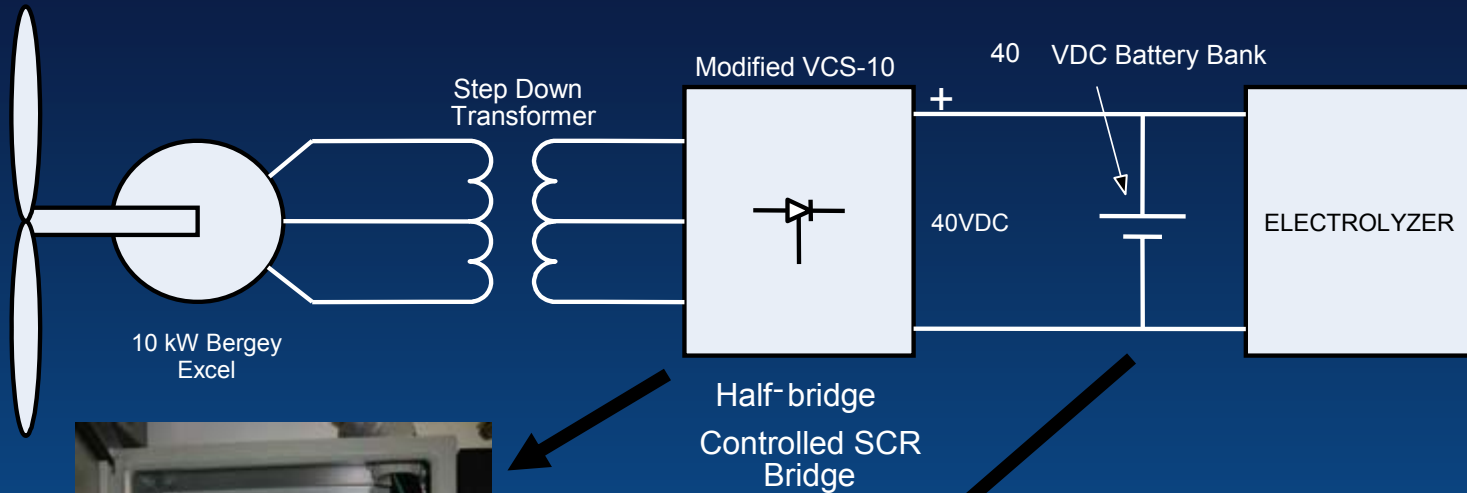 Step Down
Transformer
Modified VCS-10
40 VDC Battery Bank
+
40VDC
ELECTROLYZER
10 kW Bergey
Excel
Half-bridge
Controlled SCR
Bridge